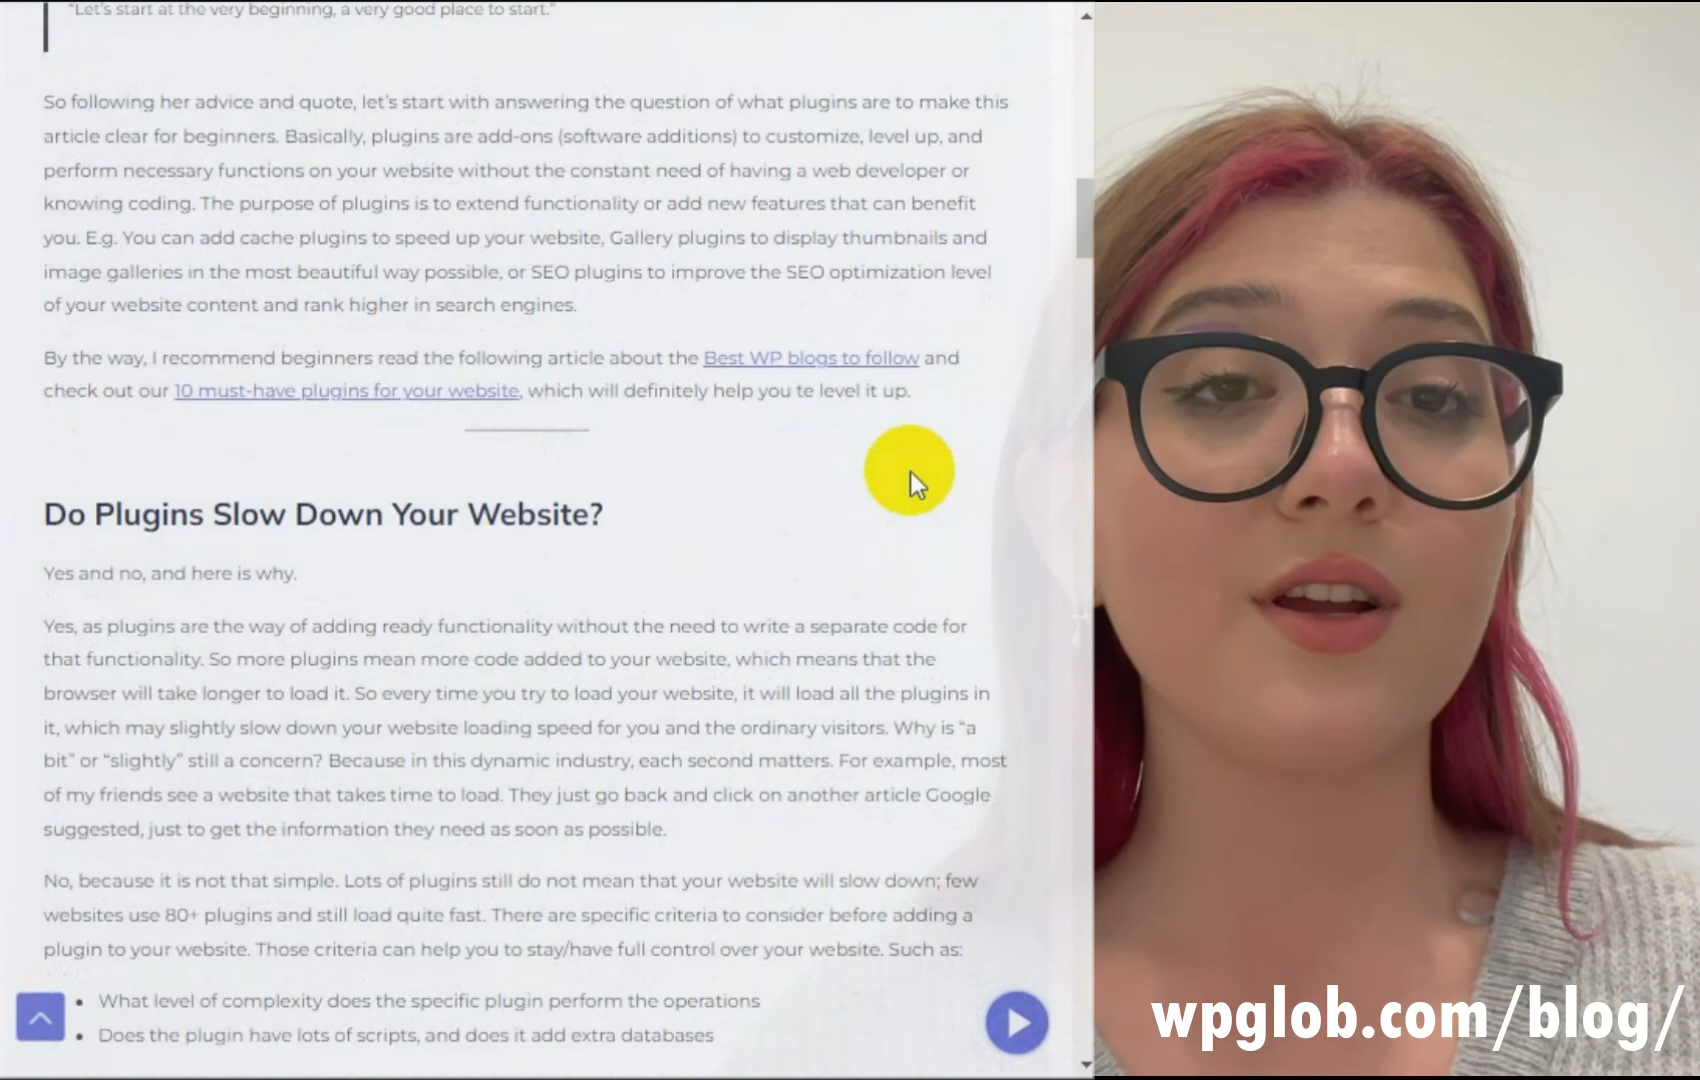 "Let's start at the very beginning, a very good place to start."
So following her advice and quote, let's start with answering the question of what plugins are to make this
article clear for beginners. Basically, plugins are add-ons (software additions) to customize, level up, and
perform necessary functions on your website without the constant need of having a web developer or
knowing coding. The purpose of plugins is to extend functionality or add new features that can benefit
you. E.g. You can add cache plugins to speed up your website, Gallery plugins to display thumbnails and
image galleries in the most beautiful way possible, or SEO plugins to improve the SEO optimization level
of your website content and rank higher in search engines.
By the way, I recommend beginners read the following article about the Best WP blogs to follow and
check out our 10 must-have plugins for your website, which will definitely help you te level it up.
Do Plugins Slow Down Your Website?
Yes and no, and here is why.
Yes, as plugins are the way of adding ready functionality without the need to write a separate code for
that functionality. So more plugins mean more code added to your website, which means that the
browser will take longer to load it. So every time you try to load your website, it will load all the plugins in
it, which may slightly slow down your website loading speed for you and the ordinary visitors. Why is "a
bit" or "slightly" still a concern? Because in this dynamic industry, each second matters. For example, most
of my friends see a website that takes time to load. They just go back and click on another article Google
suggested, just to get the information they need as soon as possible.
No, because it is not that simple. Lots of plugins still do not mean that your website will slow down; few
websites use 80+ plugins and still load quite fast. There are specific criteria to consider before adding a
plugin to your website. Those criteria can help you to stay/have full control over your website. Such as:
• What level of complexity does the specific plugin perform the operations
• Does the plugin have lots of scripts, and does it add extra databases
wpglob.com/blog/